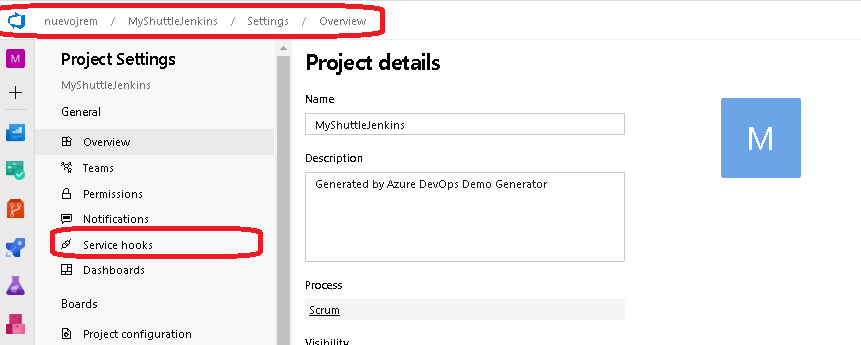 nuevojrem / MyShuttleJenkins / Settings / Overview
M
Project Settings
MyShuttleJenkins
General
Overview
Teams
Permissions
Notifications
Service hooks
Dashboards
Boards
Project configuration
Project details
Name
MyShuttleJenkins
Description
Generated by Azure DevOps Demo Generator
Process
Scrum
Visibility
M